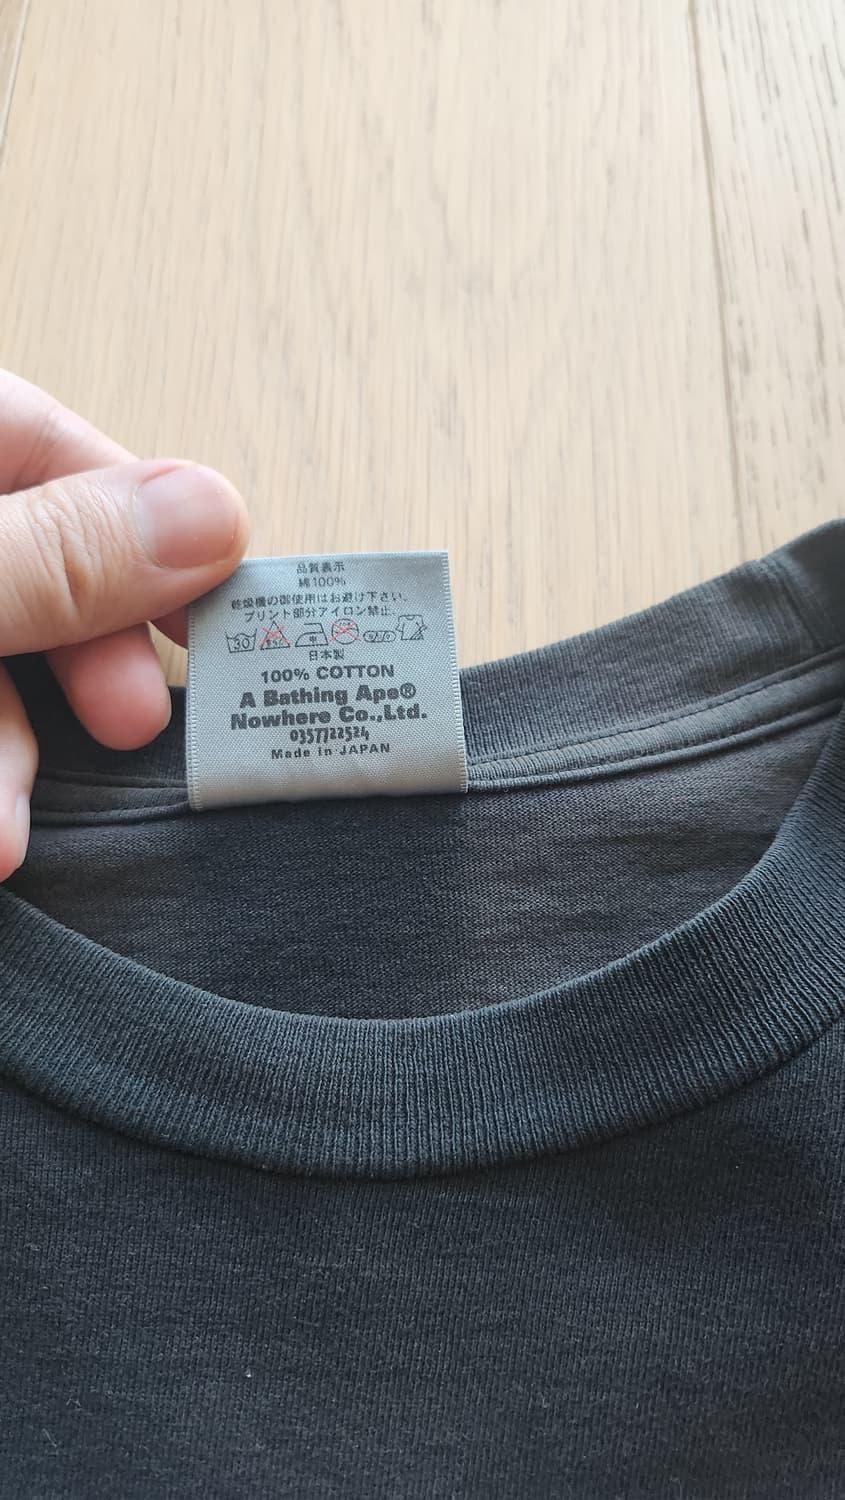 品質表示
綿100%
乾燥機の御使用はお避け下さい。
プリント部分アイロン禁止.
30 中
日本製
100% COTTON
A Bathing Ape®
Nowhere Co.,Ltd.
0357722524
Made in JAPAN